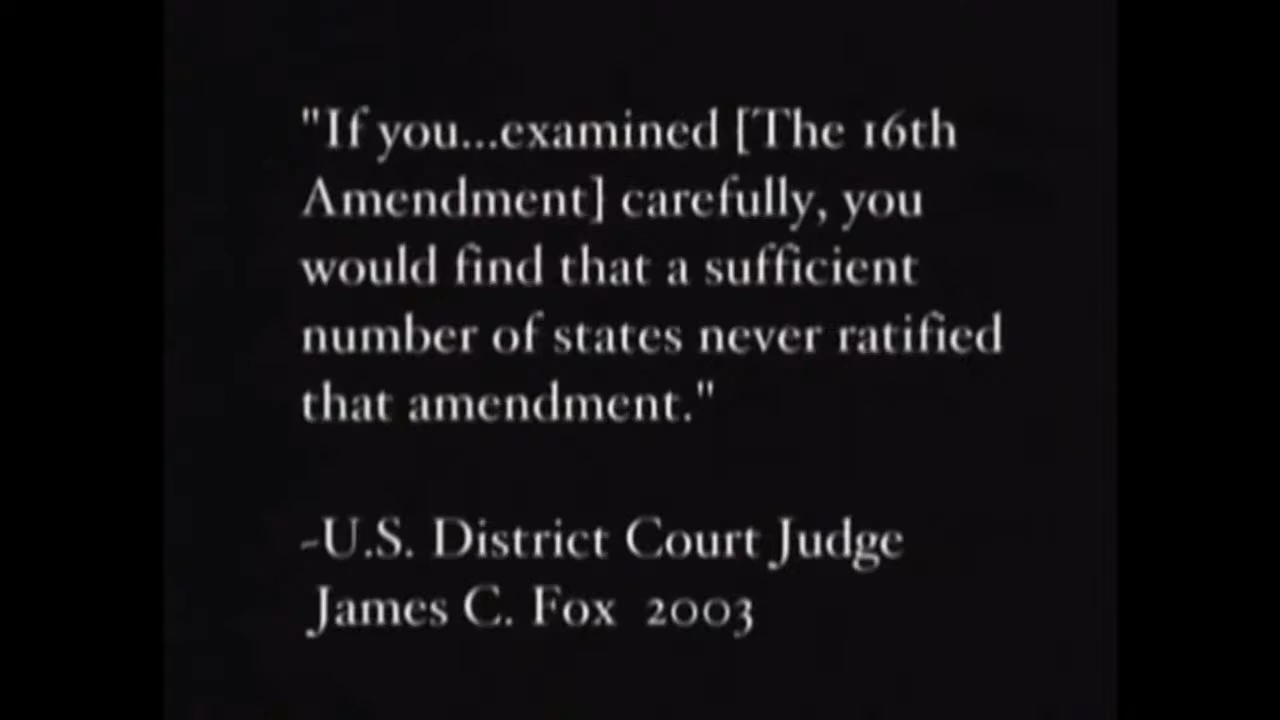 "If you...examined [The 16th
Amendment] carefully, you
would find that a sufficient
number of states never ratified
that amendment."
-U.S. District Court Judge
James C. Fox 2003